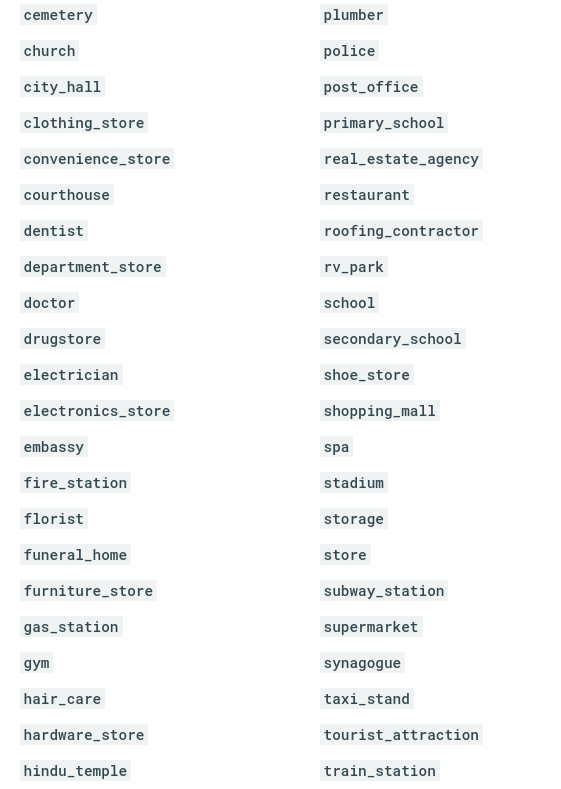 cemetery
church
city_hall
clothing_store
convenience_store
courthouse
dentist
department_store
doctor
drugstore
electrician
electronics_store
embassy
fire_station
florist
funeral_home
furniture_store
gas_station
gym
hair_care
hardware_store
hindu_temple
plumber
police
post_office
primary_school
real_estate_agency
restaurant
roofing_contractor
rv_park
school
secondary_school
shoe_store
shopping_mall
spa
stadium
storage
store
subway_station
supermarket
synagogue
taxi_stand
tourist_attraction
train_station